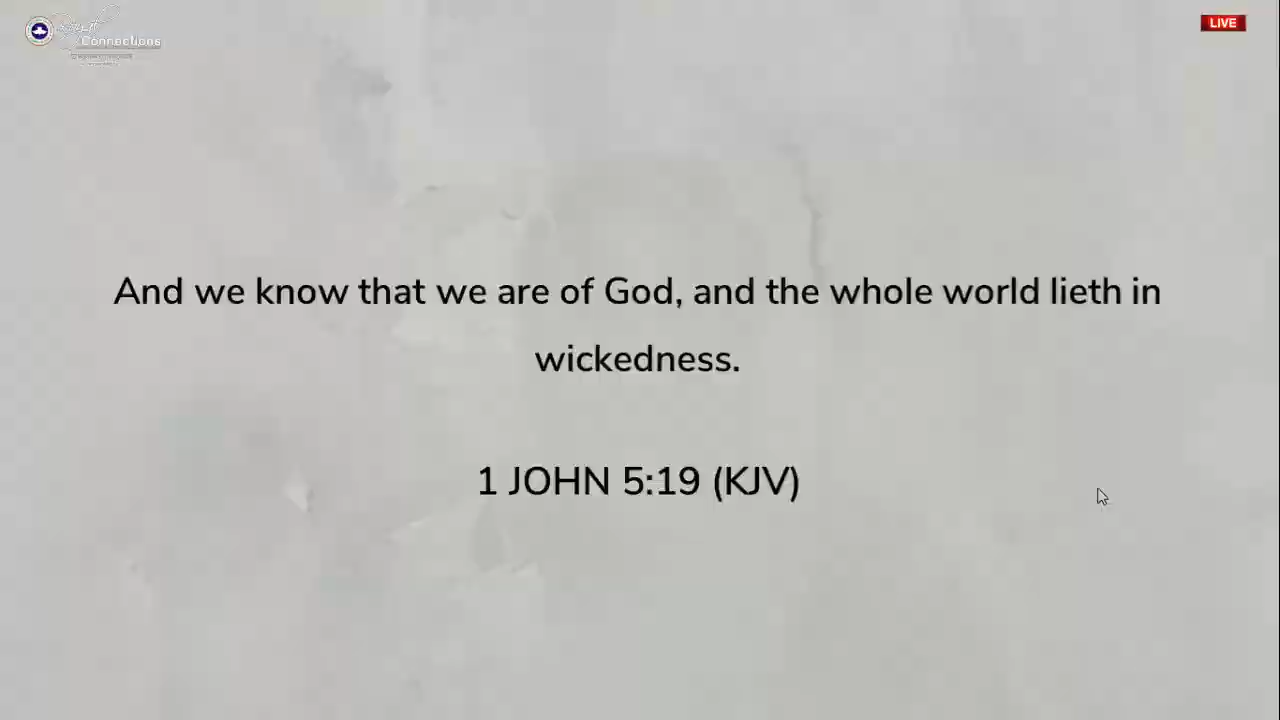 Connections
LIVE
And we know that we are of God, and the whole world lieth in
wickedness.
1 JOHN 5:19 (KJV)